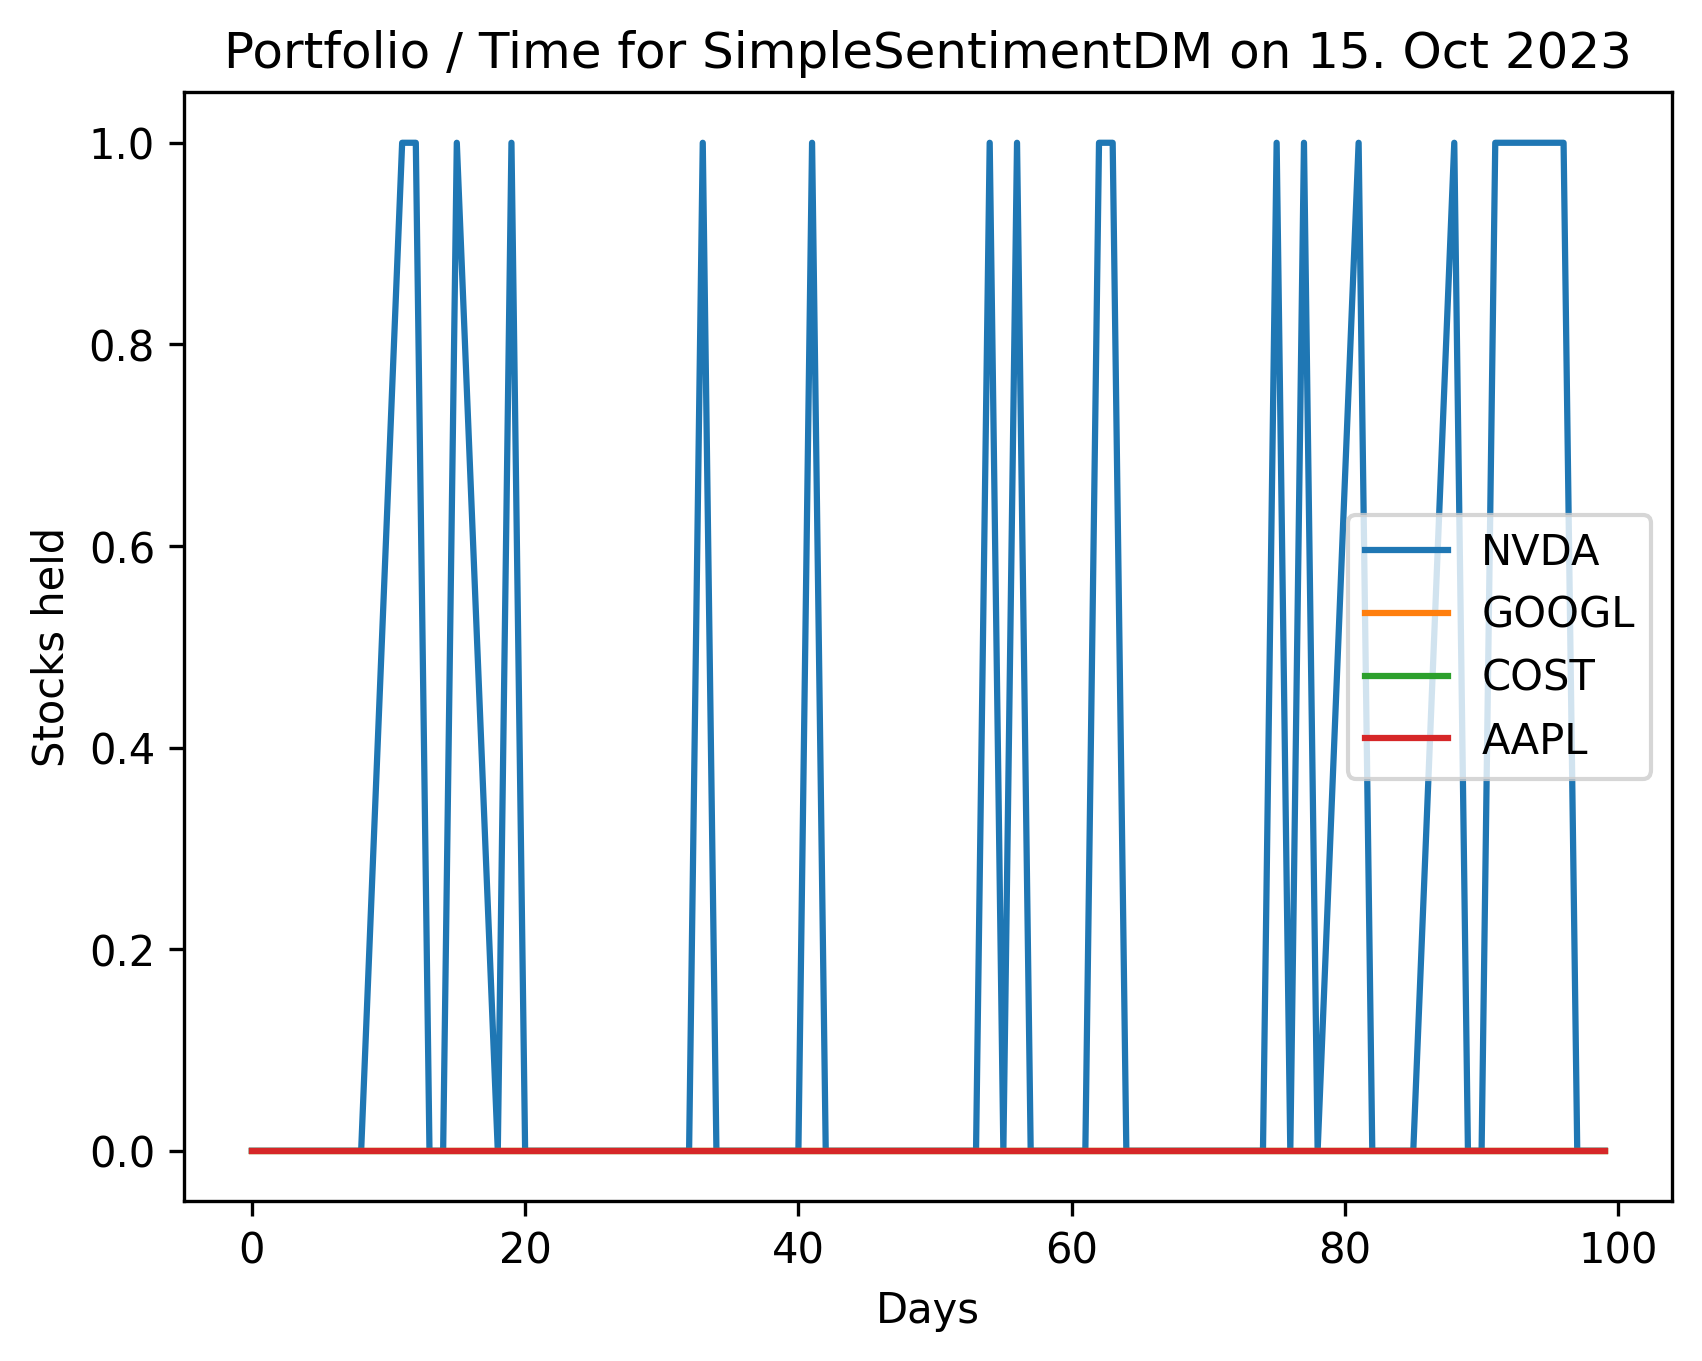 Portfolio / Time for SimpleSentimentDM on 15. Oct 2023
1.0
0.8
0.6
0.4
0.2
0.0
Stocks held
NVDA
GOOGL
COST
AAPL
0 20 40 60 80 100
Days